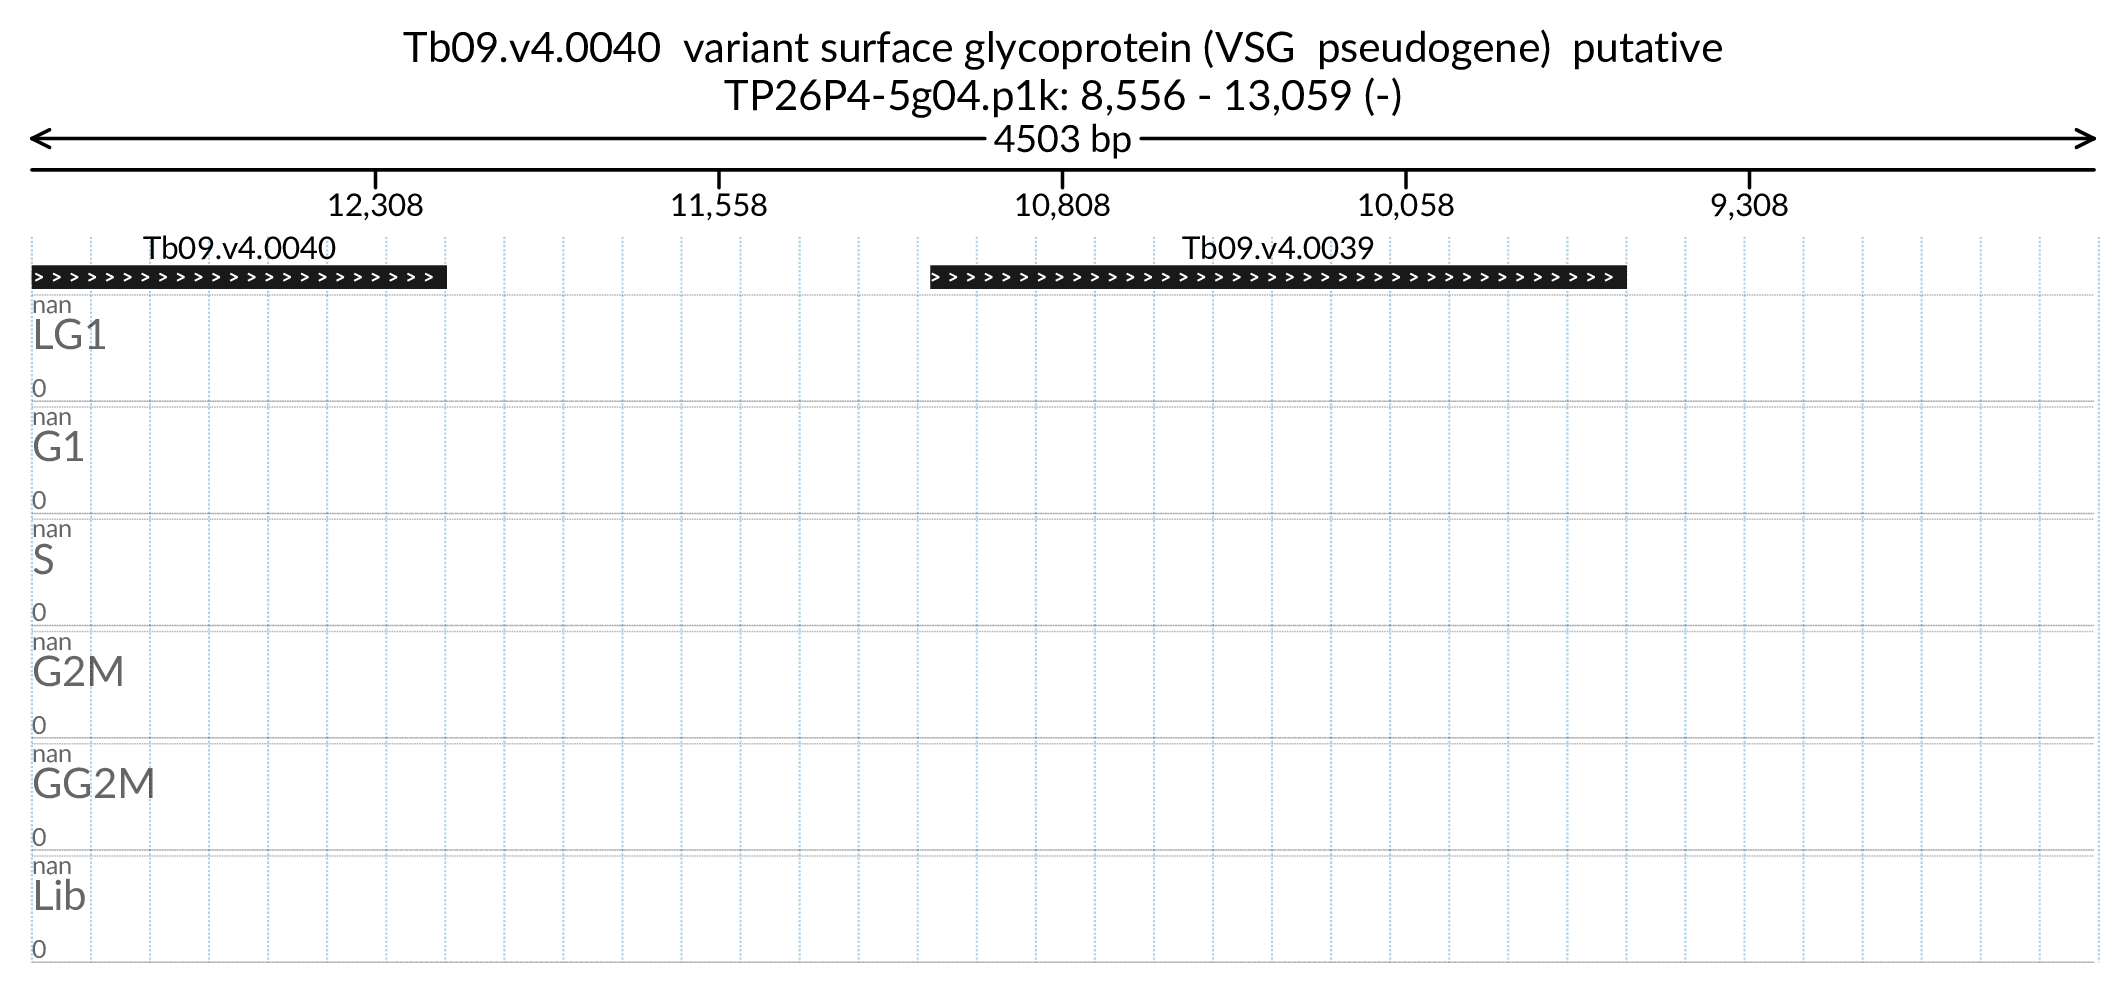 Tb09.v4.0040 variant surface glycoprotein (VSG pseudogene) putative
TP26P4-5g04.p1k: 8,556 - 13,059 (-)
4503 bp
12,308 11,558 10,808 10,058 9,308
Tb09.v4.0040 Tb09.v4.0039
> > > > > > > > > > > > > > > > > > > > > > > > > > > > > > > > > > > > > > > > > > > > > > > > > > > > > > > > > > > >
nan
LG1
0
nan
G1
0
nan
S
0
nan
G2M
0
nan
GG2M
0
nan
Lib
0